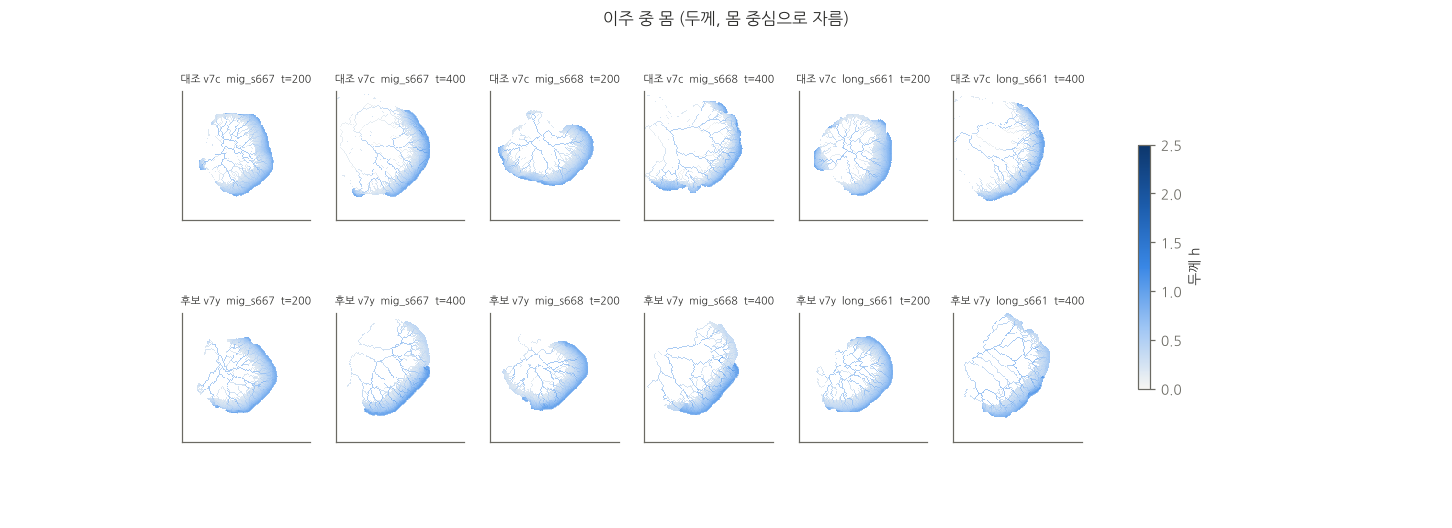 이주 중 몸 (두께, 몸 중심으로 자름)
대조 v7c mig_s667 t=200
대조 v7c mig_s667 t=400
대조 v7c mig_s668 t=200
대조 v7c mig_s668 t=400
대조 v7c long_s661 t=200
대조 v7c long_s661 t=400
후보 v7y mig_s667 t=200
후보 v7y mig_s667 t=400
후보 v7y mig_s668 t=200
후보 v7y mig_s668 t=400
후보 v7y long_s661 t=200
후보 v7y long_s661 t=400
2.5
2.0
1.5
1.0
0.5
0.0
두께 h